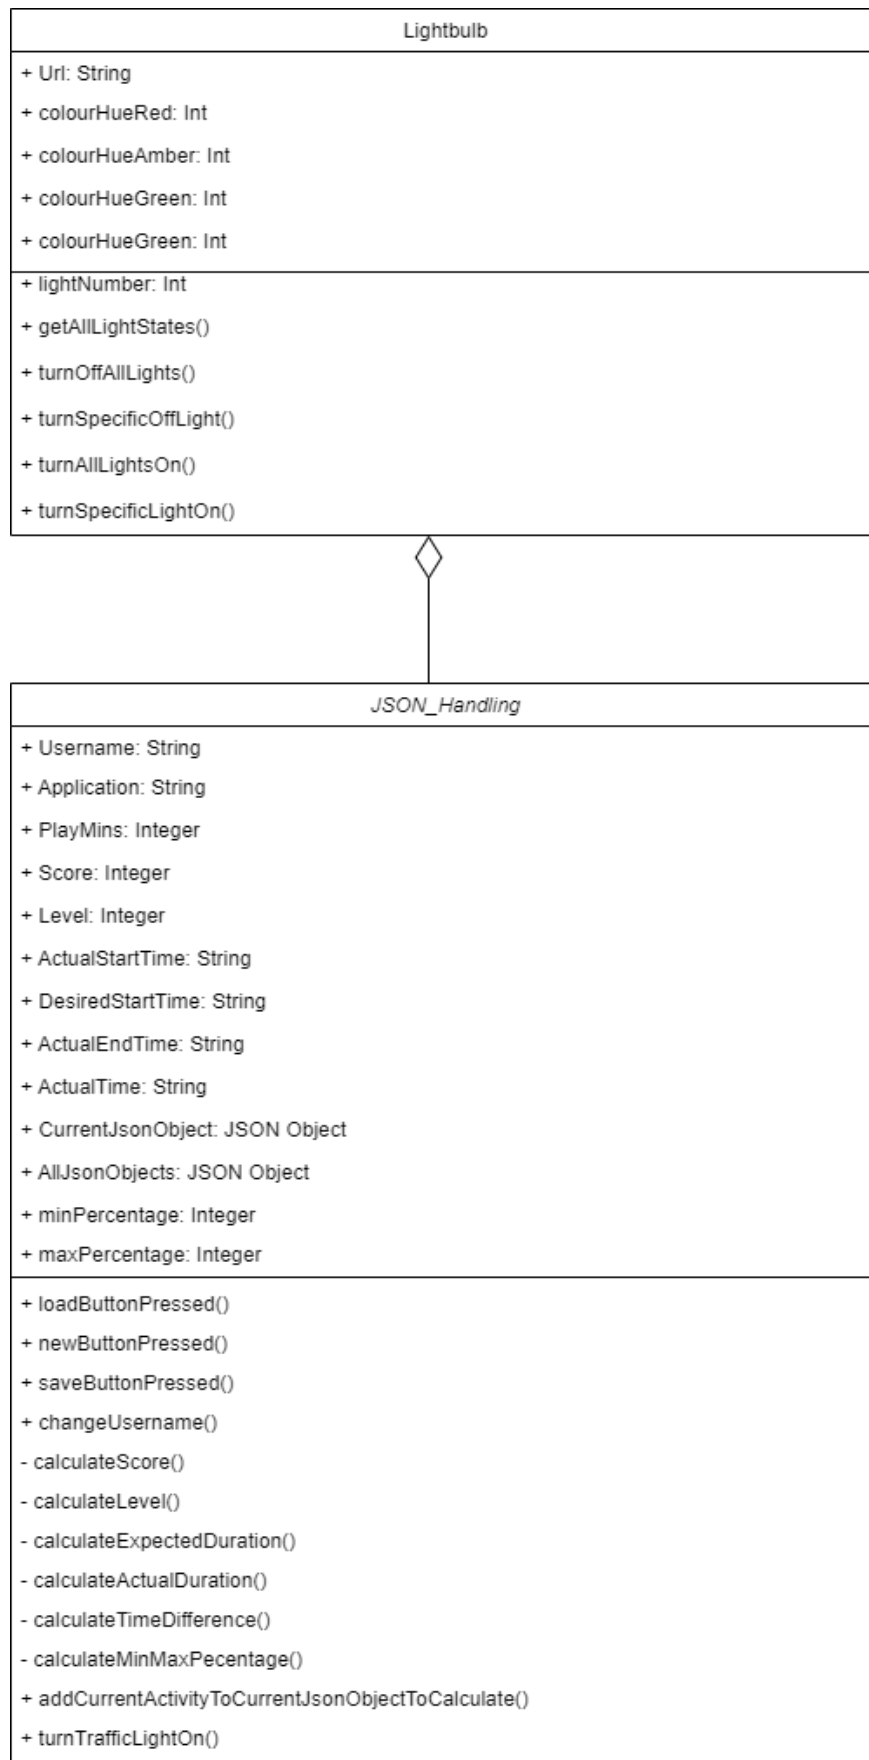 Lightbulb
+ Url: String
+ colourHueRed: Int
+ colourHueAmber: Int
+ colourHueGreen: Int
+ colourHueGreen: Int
+ lightNumber: Int
+ getAllLightStates()
+ turnOffAllLights()
+ turnSpecificOffLight()
+ turnAllLightsOn()
+ turnSpecificLightOn()
JSON_Handling
+ Username: String
+ Application: String
+ PlayMins: Integer
+ Score: Integer
+ Level: Integer
+ ActualStartTime: String
+ DesiredStartTime: String
+ ActualEndTime: String
+ ActualTime: String
+ CurrentJsonObject: JSON Object
+ AllJsonObjects: JSON Object
+ minPercentage: Integer
+ maxPercentage: Integer
+ loadButtonPressed()
+ newButtonPressed()
+ saveButtonPressed()
+ changeUsername()
- calculateScore()
- calculateLevel()
- calculateExpectedDuration()
- calculateActualDuration()
- calculateTimeDifference()
- calculateMinMaxPecentage()
+ addCurrentActivityToCurrentJsonObjectToCalculate()
+ turnTrafficLightOn()